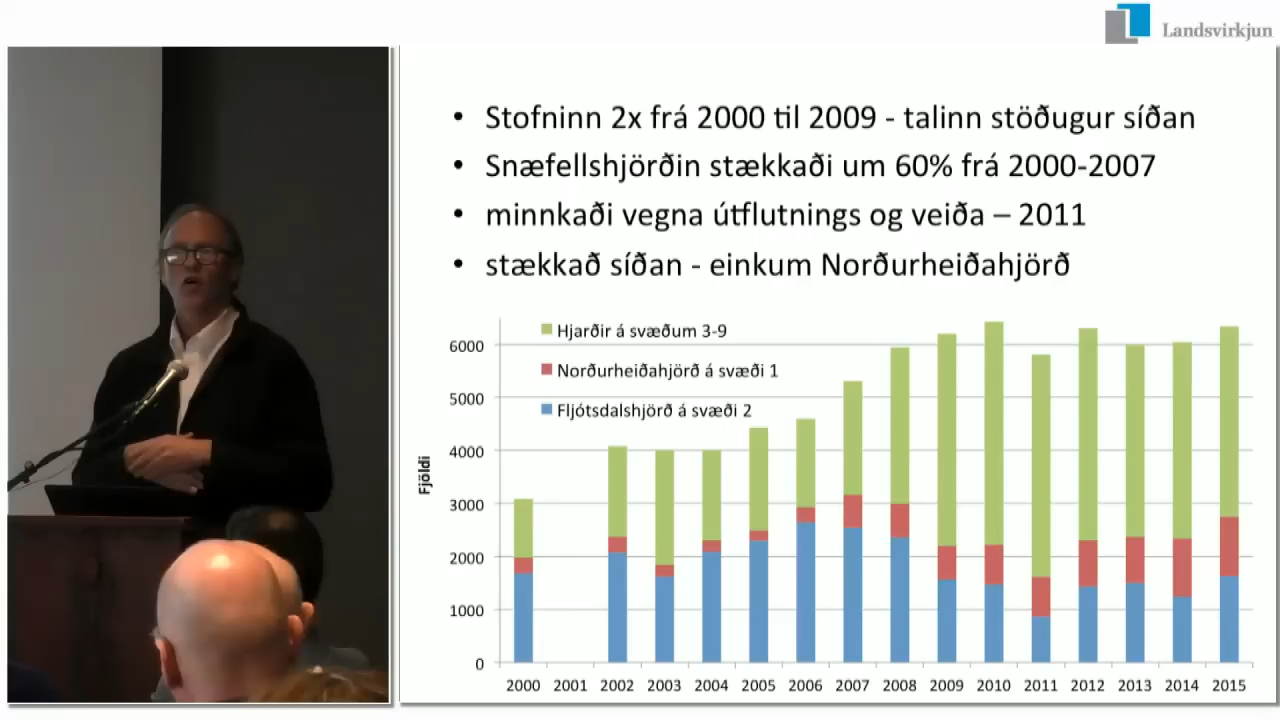 Landsvirkjun
• Stofninn 2x frá 2000 til 2009 - talinn stöðugur síðan
• Snæfellshjörðin stækkaði um 60% frá 2000-2007
• minnkaði vegna útflutnings og veiða – 2011
• stækkað síðan - einkum Norðurheiðahjörð
Hjarðir á svæðum 3-9
Norðurheiðahjörð á svæði 1
Fljótsdalshjörð á svæði 2
Fjöldi
6000
5000
4000
3000
2000
1000
0
2000 2001 2002 2003 2004 2005 2006 2007 2008 2009 2010 2011 2012 2013 2014 2015